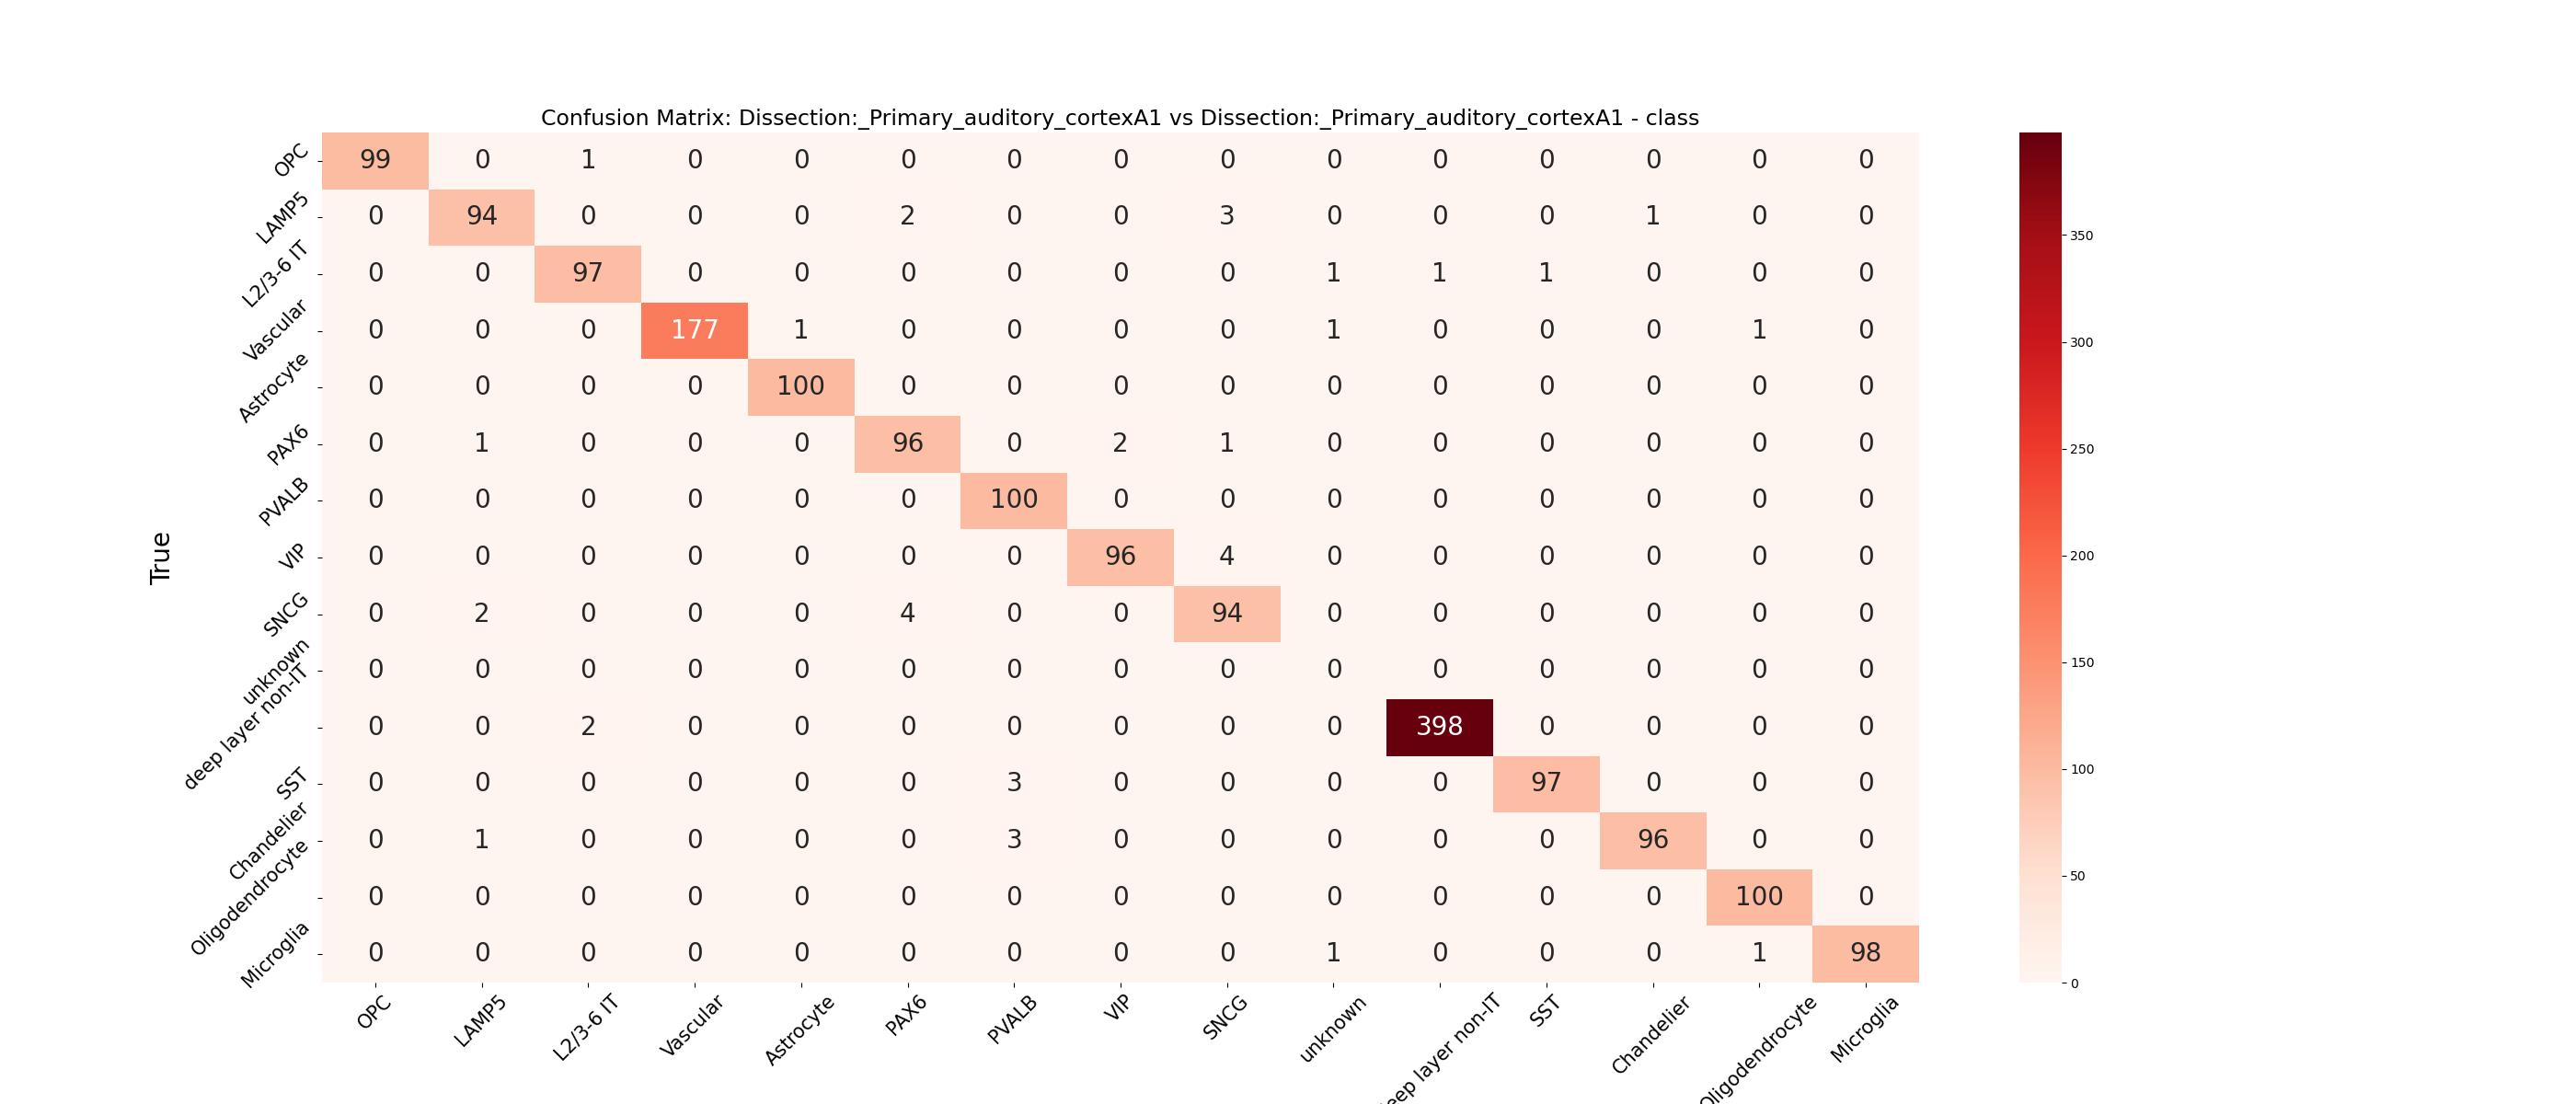 Confusion Matrix: Dissection:_Primary_auditory_cortexA1 vs Dissection:_Primary_auditory_cortexA1 - class
True
OPC 99 0 1 0 0 0 0 0 0 0 0 0 0 0 0
LAMP5 0 94 0 0 0 2 0 0 3 0 0 0 1 0 0
L2/3-6 IT 0 0 97 0 0 0 0 0 0 1 1 1 0 0 0
Vascular 0 0 0 177 1 0 0 0 0 1 0 0 0 1 0
Astrocyte 0 0 0 0 100 0 0 0 0 0 0 0 0 0 0
PAX6 0 1 0 0 0 96 0 2 1 0 0 0 0 0 0
PVALB 0 0 0 0 0 0 100 0 0 0 0 0 0 0 0
VIP 0 0 0 0 0 0 0 96 4 0 0 0 0 0 0
SNCG 0 2 0 0 0 4 0 0 94 0 0 0 0 0 0
unknown 0 0 0 0 0 0 0 0 0 0 0 0 0 0 0
deep layer non-IT 0 0 2 0 0 0 0 0 0 0 398 0 0 0 0
SST 0 0 0 0 0 0 3 0 0 0 0 97 0 0 0
Chandelier 0 1 0 0 0 0 3 0 0 0 0 0 96 0 0
Oligodendrocyte 0 0 0 0 0 0 0 0 0 0 0 0 0 100 0
Microglia 0 0 0 0 0 0 0 0 0 1 0 0 0 1 98
OPC LAMP5 L2/3-6 IT Vascular Astrocyte PAX6 PVALB VIP SNCG unknown deep layer non-IT SST Chandelier Oligodendrocyte Microglia
350
300
250
200
150
100
50
0